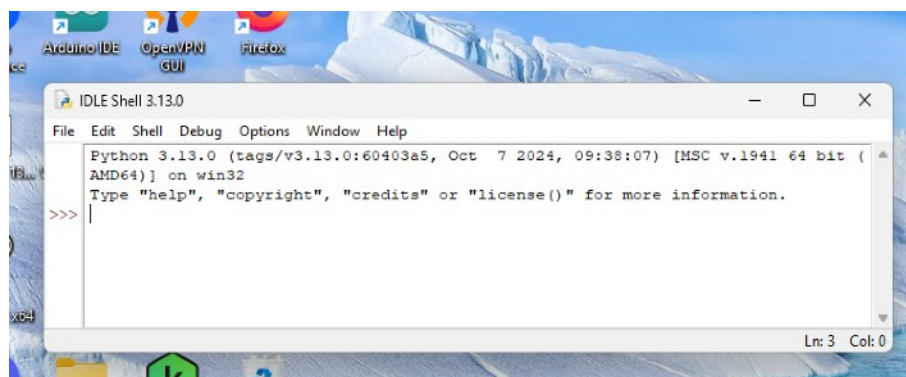 Arduino IDE OpenVPN GUI Firefox
IDLE Shell 3.13.0
File Edit Shell Debug Options Window Help
Python 3.13.0 (tags/v3.13.0:60403a5, Oct  7 2024, 09:38:07) [MSC v.1941 64 bit (
AMD64)] on win32
Type "help", "copyright", "credits" or "license()" for more information.
>>>
x64
Ln: 3 Col: 0